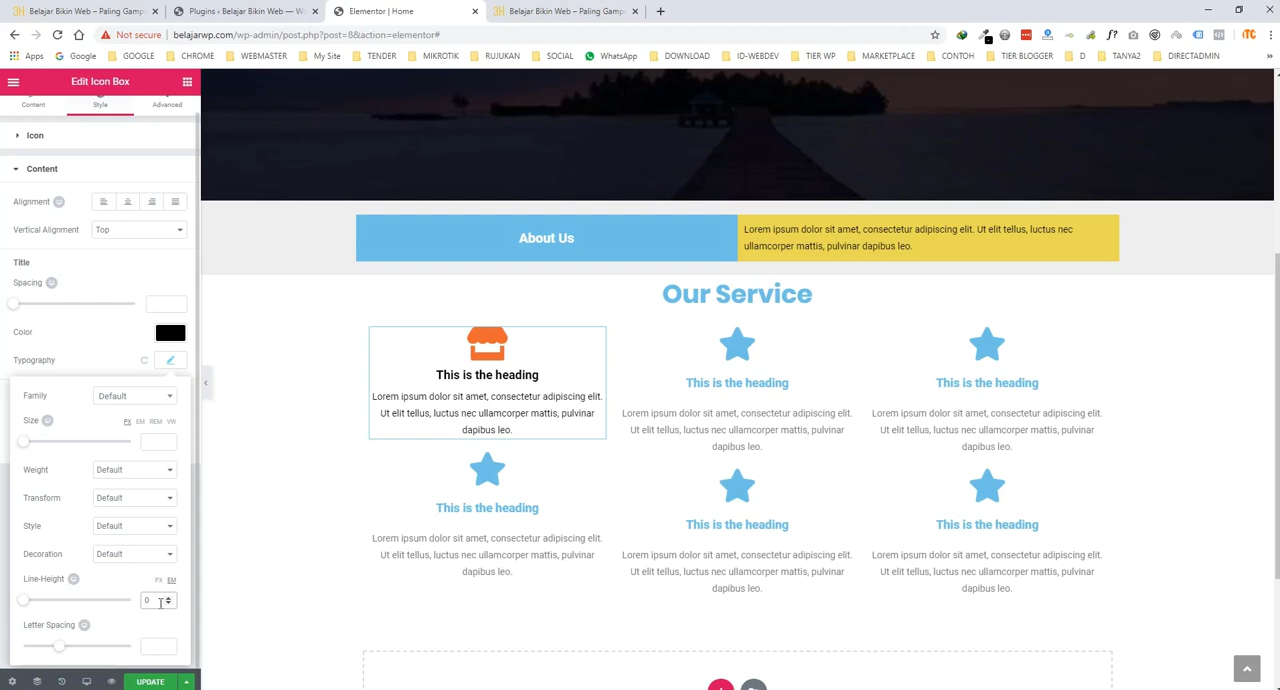 Belajar Bikin Web – Paling Gamp
Plugins ‹ Belajar Bikin Web — W
Elementor | Home
Belajar Bikin Web – Paling Gamp
Not secure
belajarwp.com/wp-admin/post.php?post=8&action=elementor#
Apps
Google
GOOGLE
CHROME
WEBMASTER
My Site
TENDER
MIKROTIK
RUJUKAN
SOCIAL
WhatsApp
DOWNLOAD
ID-WEBDEV
TIER WP
MARKETPLACE
CONTOH
TIER BLOGGER
D
TANYA2
DIRECTADMIN
Edit Icon Box
Content
Style
Advanced
Icon
Content
Alignment
Vertical Alignment
Top
Title
Spacing
Color
Typography
Family
Default
Size
PX EM REM VW
Weight
Default
Transform
Default
Style
Default
Decoration
Default
Line-Height
PX EM
0
Letter Spacing
UPDATE
About Us
Lorem ipsum dolor sit amet, consectetur adipiscing elit. Ut elit tellus, luctus nec
ullamcorper mattis, pulvinar dapibus leo.
Our Service
This is the heading
Lorem ipsum dolor sit amet, consectetur adipiscing elit.
Ut elit tellus, luctus nec ullamcorper mattis, pulvinar
dapibus leo.
This is the heading
Lorem ipsum dolor sit amet, consectetur adipiscing elit.
Ut elit tellus, luctus nec ullamcorper mattis, pulvinar
dapibus leo.
This is the heading
Lorem ipsum dolor sit amet, consectetur adipiscing elit.
Ut elit tellus, luctus nec ullamcorper mattis, pulvinar
dapibus leo.
This is the heading
Lorem ipsum dolor sit amet, consectetur adipiscing elit.
Ut elit tellus, luctus nec ullamcorper mattis, pulvinar
dapibus leo.
This is the heading
Lorem ipsum dolor sit amet, consectetur adipiscing elit.
Ut elit tellus, luctus nec ullamcorper mattis, pulvinar
dapibus leo.
This is the heading
Lorem ipsum dolor sit amet, consectetur adipiscing elit.
Ut elit tellus, luctus nec ullamcorper mattis, pulvinar
dapibus leo.